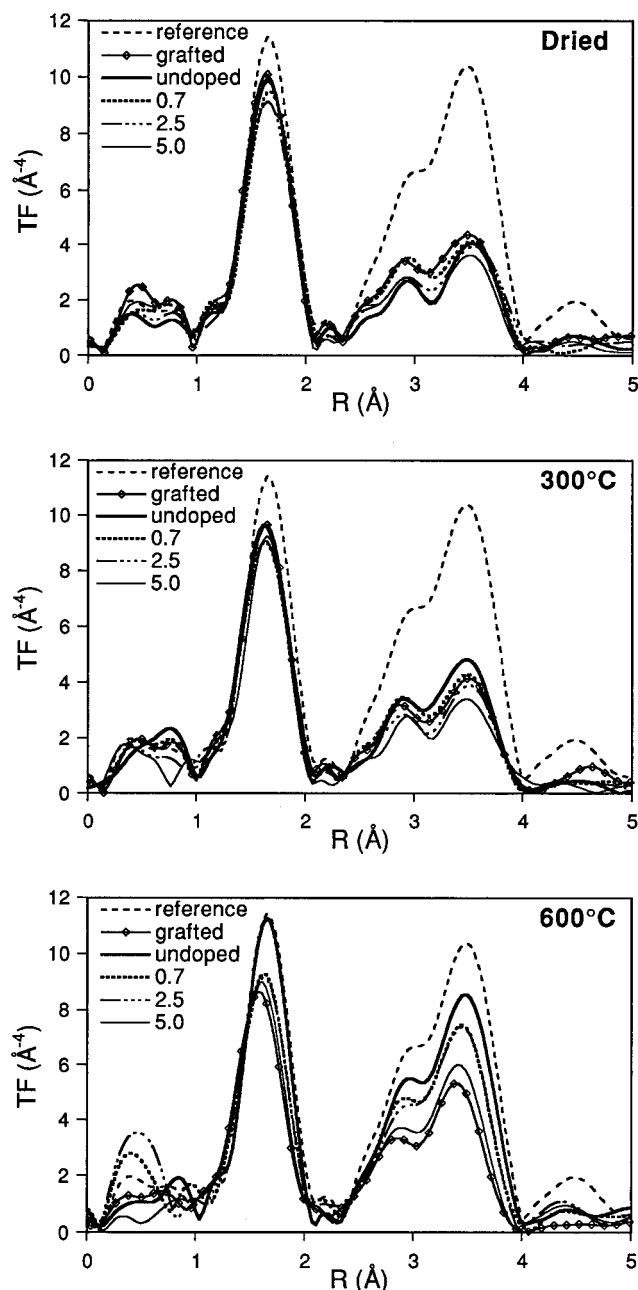 Dried
12
10
8
6
4
2
0
TF (Å⁻⁴)
reference
grafted
undoped
0.7
2.5
5.0
0 1 2 3 4 5
R (Å)
300°C
12
10
8
6
4
2
0
TF (Å⁻⁴)
reference
grafted
undoped
0.7
2.5
5.0
0 1 2 3 4 5
R (Å)
600°C
12
10
8
6
4
2
0
TF (Å⁻⁴)
reference
grafted
undoped
0.7
2.5
5.0
0 1 2 3 4 5
R (Å)